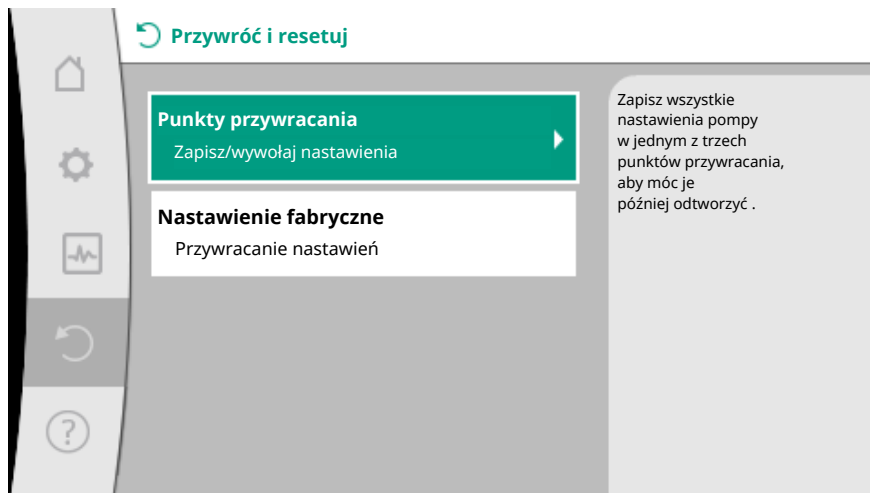 Przywróć i resetuj
Punkty przywracania
Zapisz/wywołaj nastawienia
Nastawienie fabryczne
Przywracanie nastawień
Zapisz wszystkie
nastawienia pompy
w jednym z trzech
punktów przywracania,
aby móc je
później odtworzyć .
?